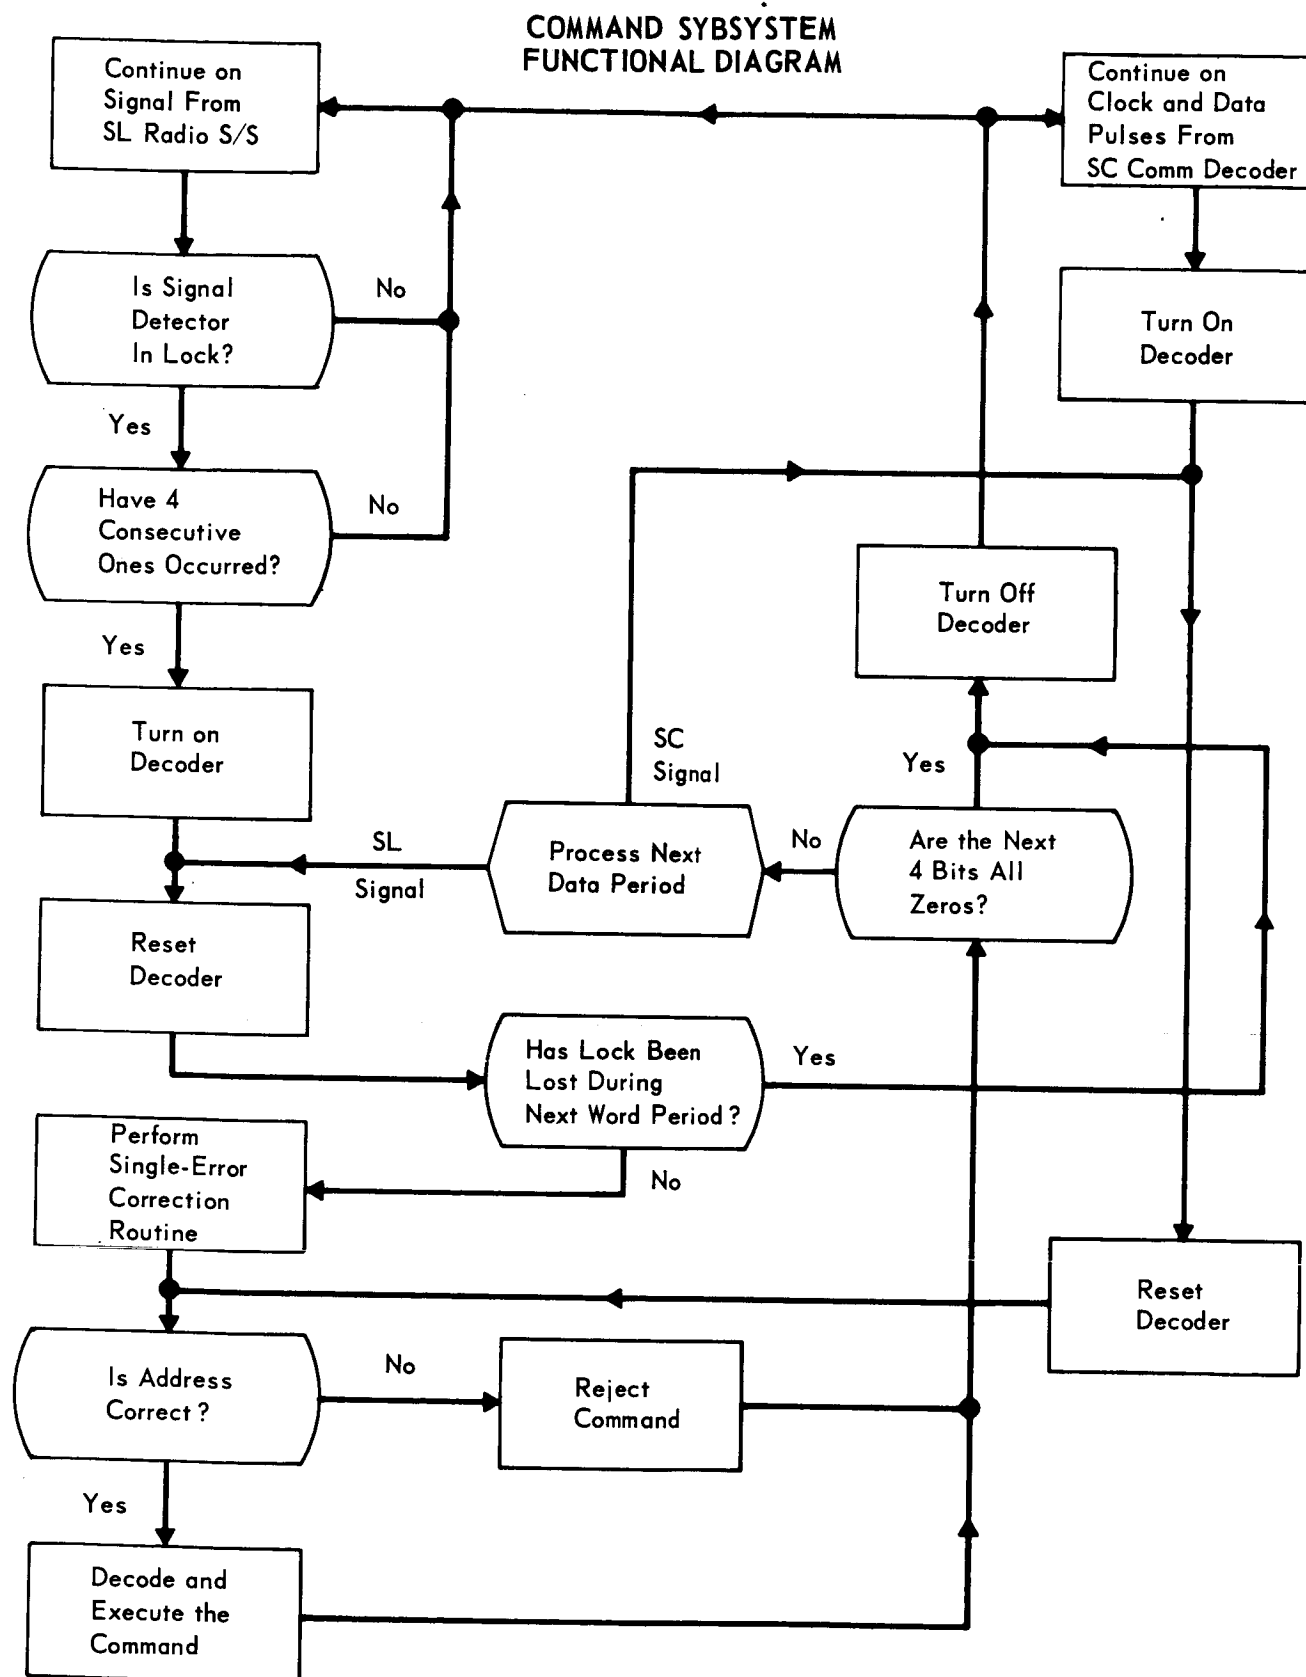 COMMAND SYBSYSTEM
FUNCTIONAL DIAGRAM
Continue on
Signal From
SL Radio S/S
Continue on
Clock and Data
Pulses From
SC Comm Decoder
Is Signal
Detector
In Lock?
No
Yes
Turn On
Decoder
Have 4
Consecutive
Ones Occurred?
No
Yes
Turn Off
Decoder
Turn on
Decoder
SC
Signal
Yes
SL
Signal
Process Next
Data Period
No
Are the Next
4 Bits All
Zeros?
Reset
Decoder
Has Lock Been
Lost During
Next Word Period?
Yes
No
Perform
Single-Error
Correction
Routine
Reset
Decoder
Is Address
Correct?
No
Reject
Command
Yes
Decode and
Execute the
Command